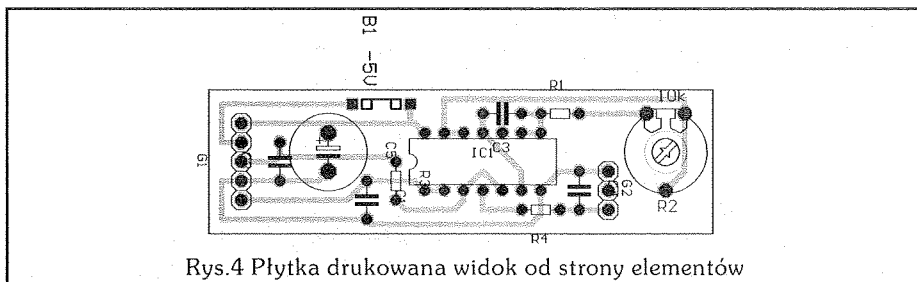 B1 -5V
R1
10k
C3
IC1
C5
G1
R3
C4
G2
R2
R4
Rys.4 Płytka drukowana widok od strony elementów